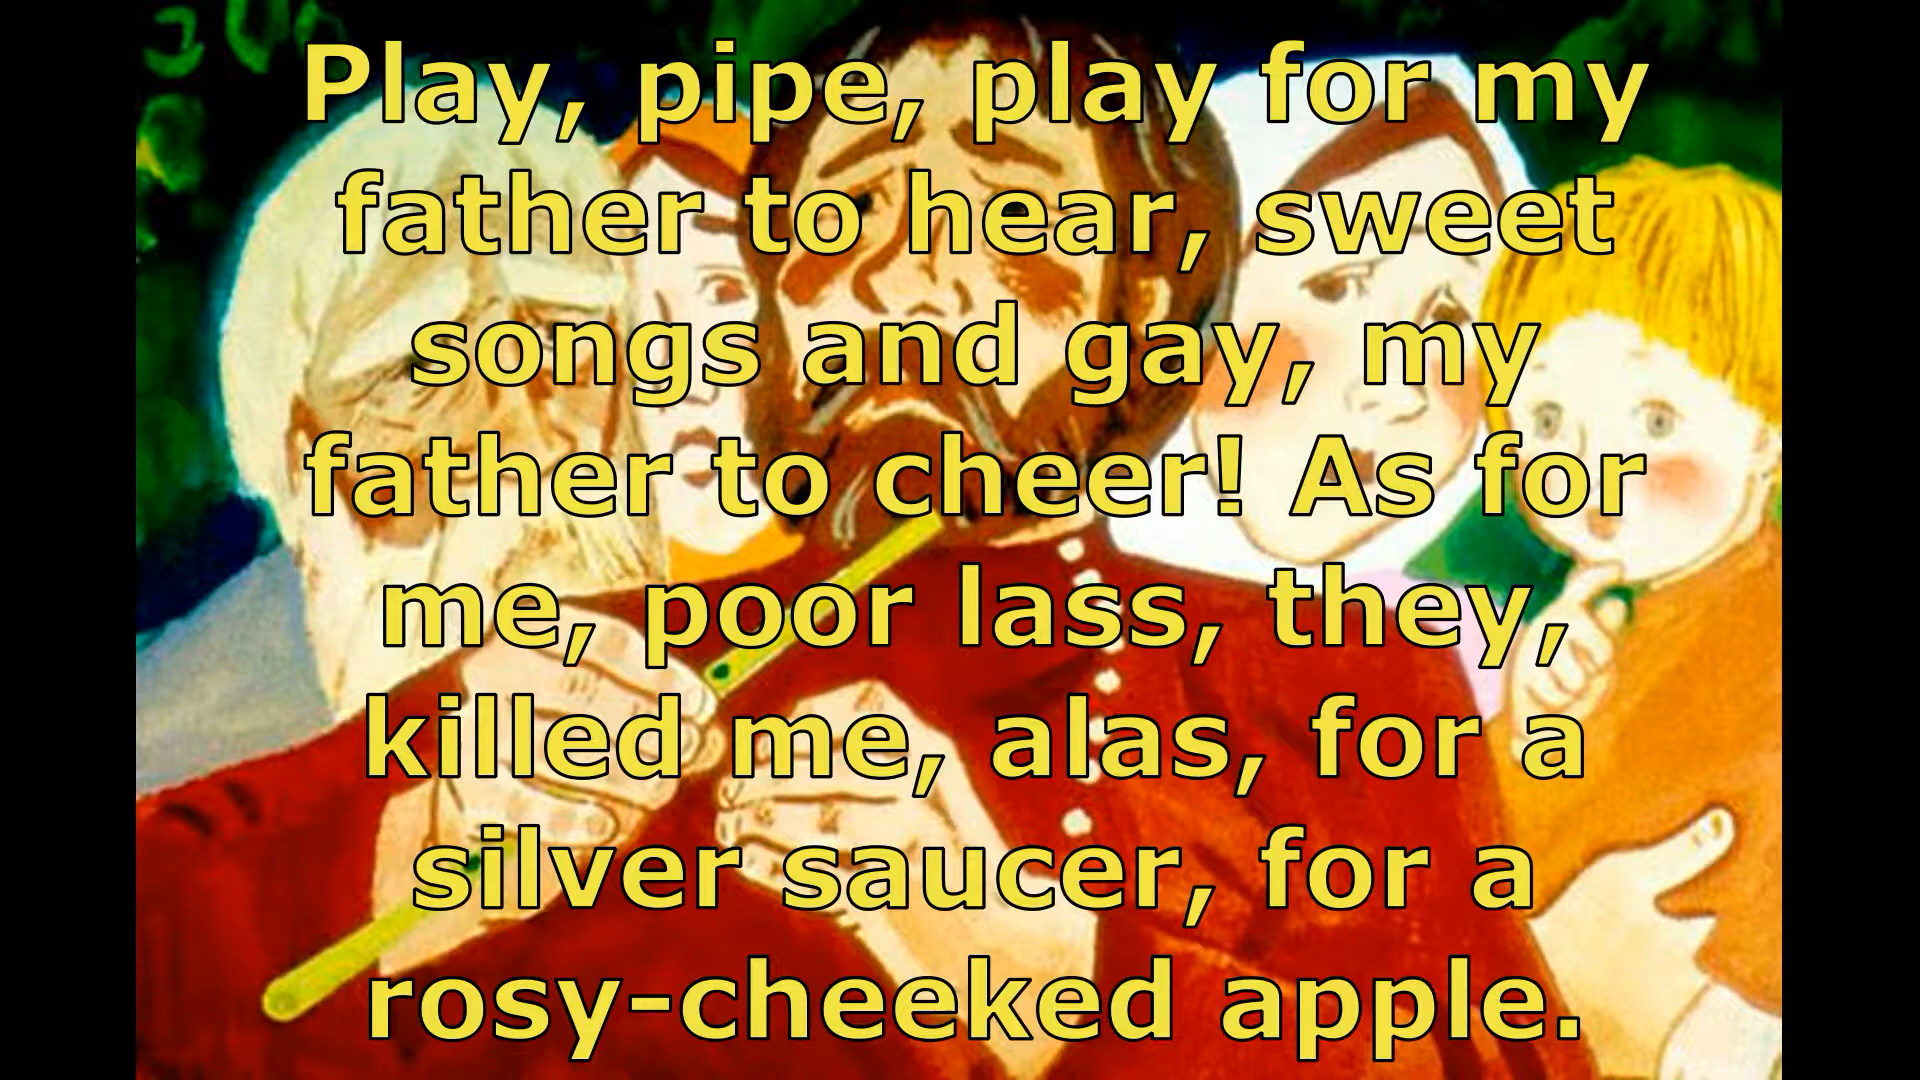 Play, pipe, play for my
father to hear, sweet
songs and gay, my
father to cheer! As for
me, poor lass, they,
killed me, alas, for a
silver saucer, for a
rosy-cheeked apple.